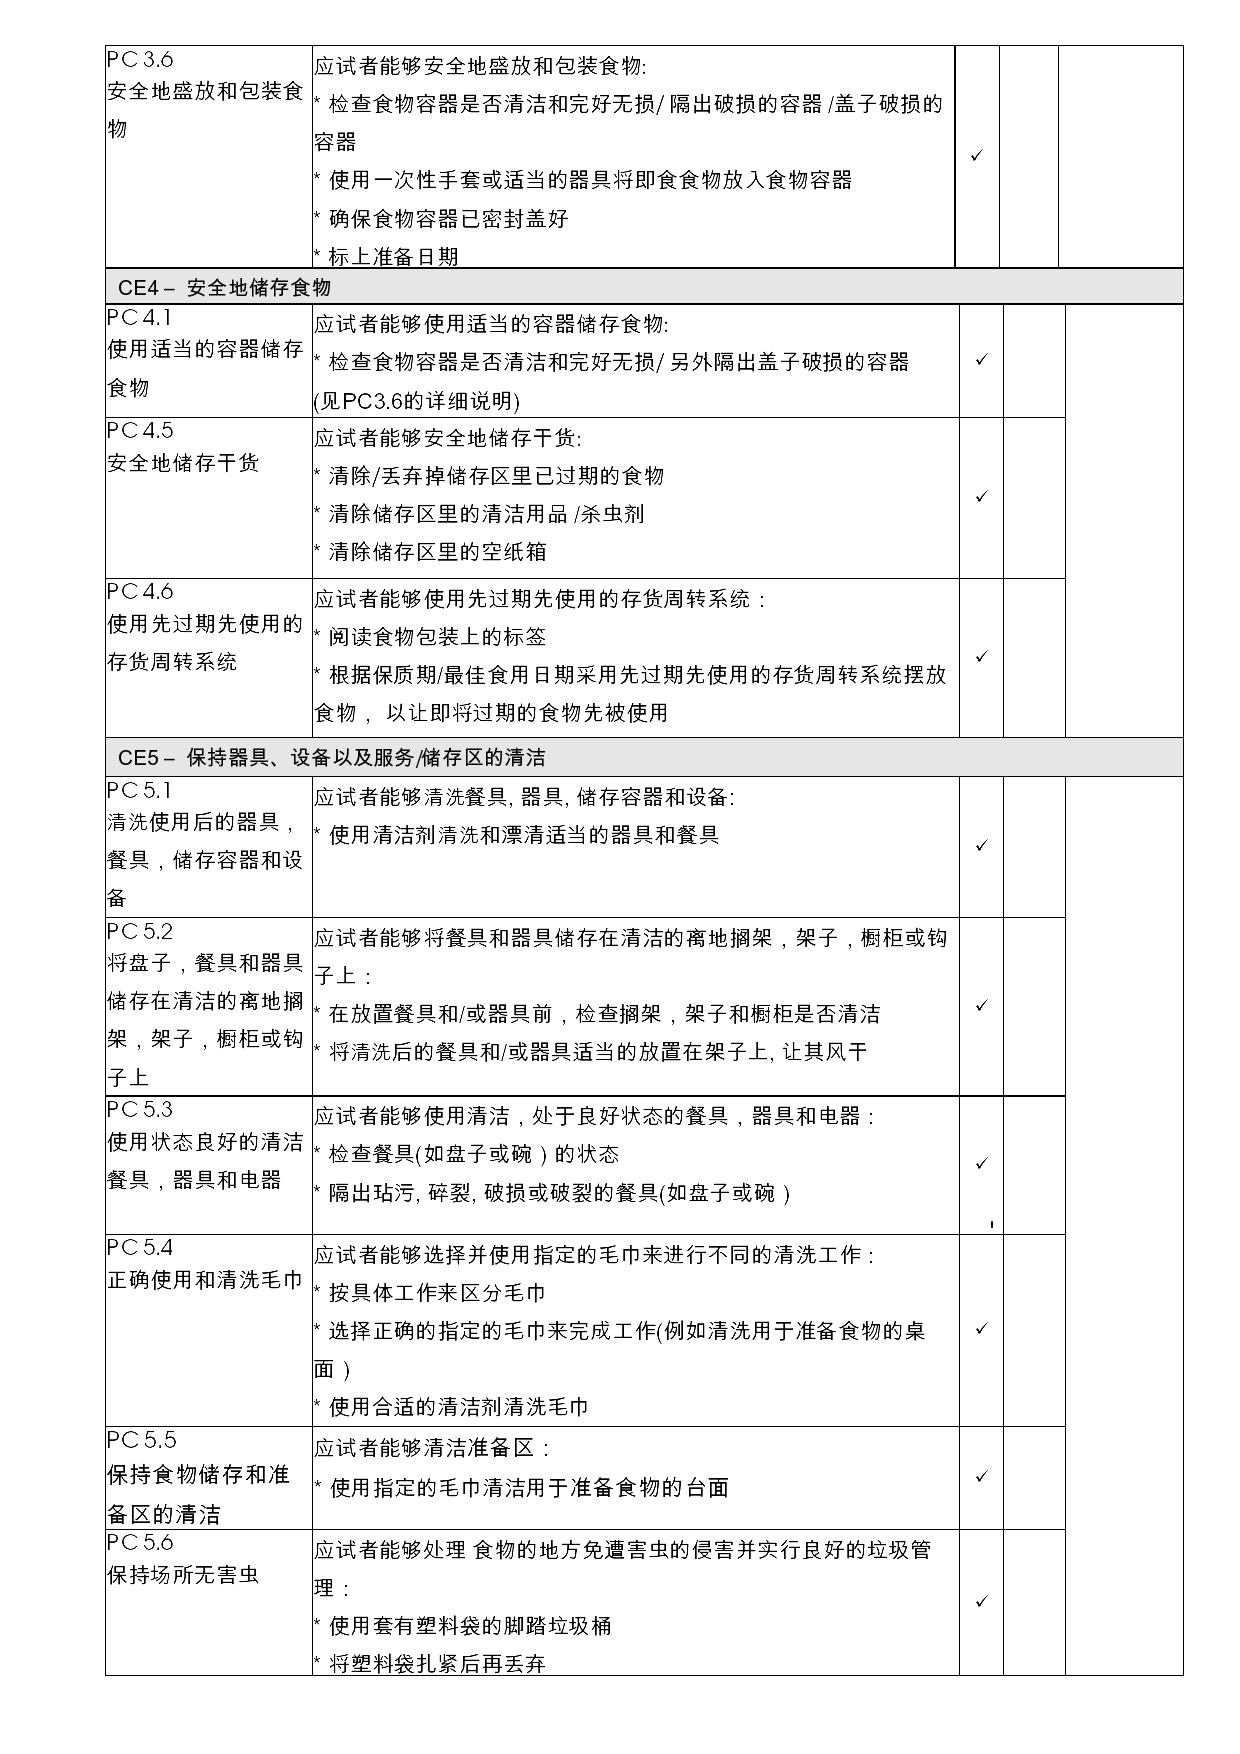 PC 3.6
安全地盛放和包装食
物
应试者能够安全地盛放和包装食物:
* 检查食物容器是否清洁和完好无损/ 隔出破损的容器 /盖子破损的
容器
* 使用一次性手套或适当的器具将即食食物放入食物容器
* 确保食物容器已密封盖好
* 标上准备日期
✓
CE4 – 安全地储存食物
PC 4.1
使用适当的容器储存
食物
应试者能够使用适当的容器储存食物:
* 检查食物容器是否清洁和完好无损/ 另外隔出盖子破损的容器
(见PC3.6的详细说明)
✓
PC 4.5
安全地储存干货
应试者能够安全地储存干货:
* 清除/丢弃掉储存区里已过期的食物
* 清除储存区里的清洁用品 /杀虫剂
* 清除储存区里的空纸箱
✓
PC 4.6
使用先过期先使用的
存货周转系统
应试者能够使用先过期先使用的存货周转系统：
* 阅读食物包装上的标签
* 根据保质期/最佳食用日期采用先过期先使用的存货周转系统摆放
食物， 以让即将过期的食物先被使用
✓
CE5 – 保持器具、设备以及服务/储存区的清洁
PC 5.1
清洗使用后的器具，
餐具，储存容器和设
备
应试者能够清洗餐具, 器具, 储存容器和设备:
* 使用清洁剂清洗和漂清适当的器具和餐具
✓
PC 5.2
将盘子，餐具和器具
储存在清洁的离地搁
架，架子，橱柜或钩
子上
应试者能够将餐具和器具储存在清洁的离地搁架，架子，橱柜或钩
子上：
* 在放置餐具和/或器具前，检查搁架，架子和橱柜是否清洁
* 将清洗后的餐具和/或器具适当的放置在架子上, 让其风干
✓
PC 5.3
使用状态良好的清洁
餐具，器具和电器
应试者能够使用清洁，处于良好状态的餐具，器具和电器：
* 检查餐具(如盘子或碗 ) 的状态
* 隔出玷污, 碎裂, 破损或破裂的餐具(如盘子或碗 )
✓
PC 5.4
正确使用和清洗毛巾
应试者能够选择并使用指定的毛巾来进行不同的清洗工作：
* 按具体工作来区分毛巾
* 选择正确的指定的毛巾来完成工作(例如清洗用于准备食物的桌
面 )
* 使用合适的清洁剂清洗毛巾
✓
PC 5.5
保持食物储存和准
备区的清洁
应试者能够清洁准备区：
* 使用指定的毛巾清洁用于准备食物的台面
✓
PC 5.6
保持场所无害虫
应试者能够处理 食物的地方免遭害虫的侵害并实行良好的垃圾管
理：
* 使用套有塑料袋的脚踏垃圾桶
* 将塑料袋扎紧后再丢弃
✓